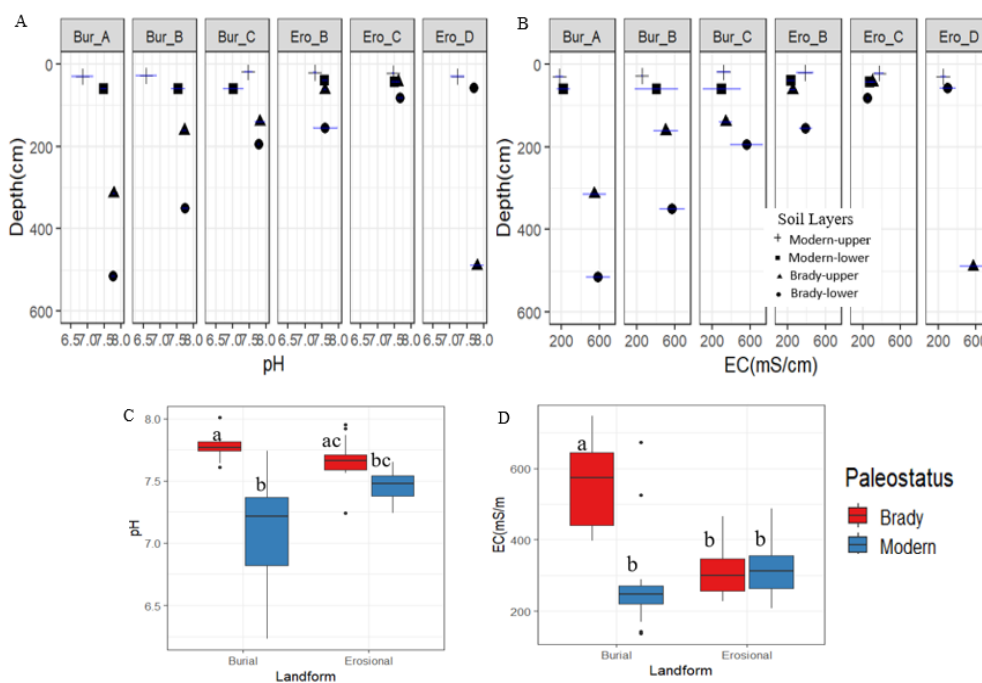 A
Bur_A Bur_B Bur_C Ero_B Ero_C Ero_D
0
200
400
600
Depth(cm)
6.57.07.58.0 6.57.07.58.0 6.57.07.58.0 6.57.07.58.0 6.57.07.58.0 6.57.07.58.0
pH
B
Bur_A Bur_B Bur_C Ero_B Ero_C Ero_D
0
200
400
600
Depth(cm)
Soil Layers
Modern-upper
Modern-lower
Brady-upper
Brady-lower
200 600 200 600 200 600 200 600 200 600 200 600
EC(mS/cm)
C
8.0
7.5
7.0
6.5
pH
a
b
ac
bc
Burial Erosional
Landform
D
600
400
200
EC(mS/m
a
b
b
b
Burial Erosional
Landform
Paleostatus
Brady
Modern